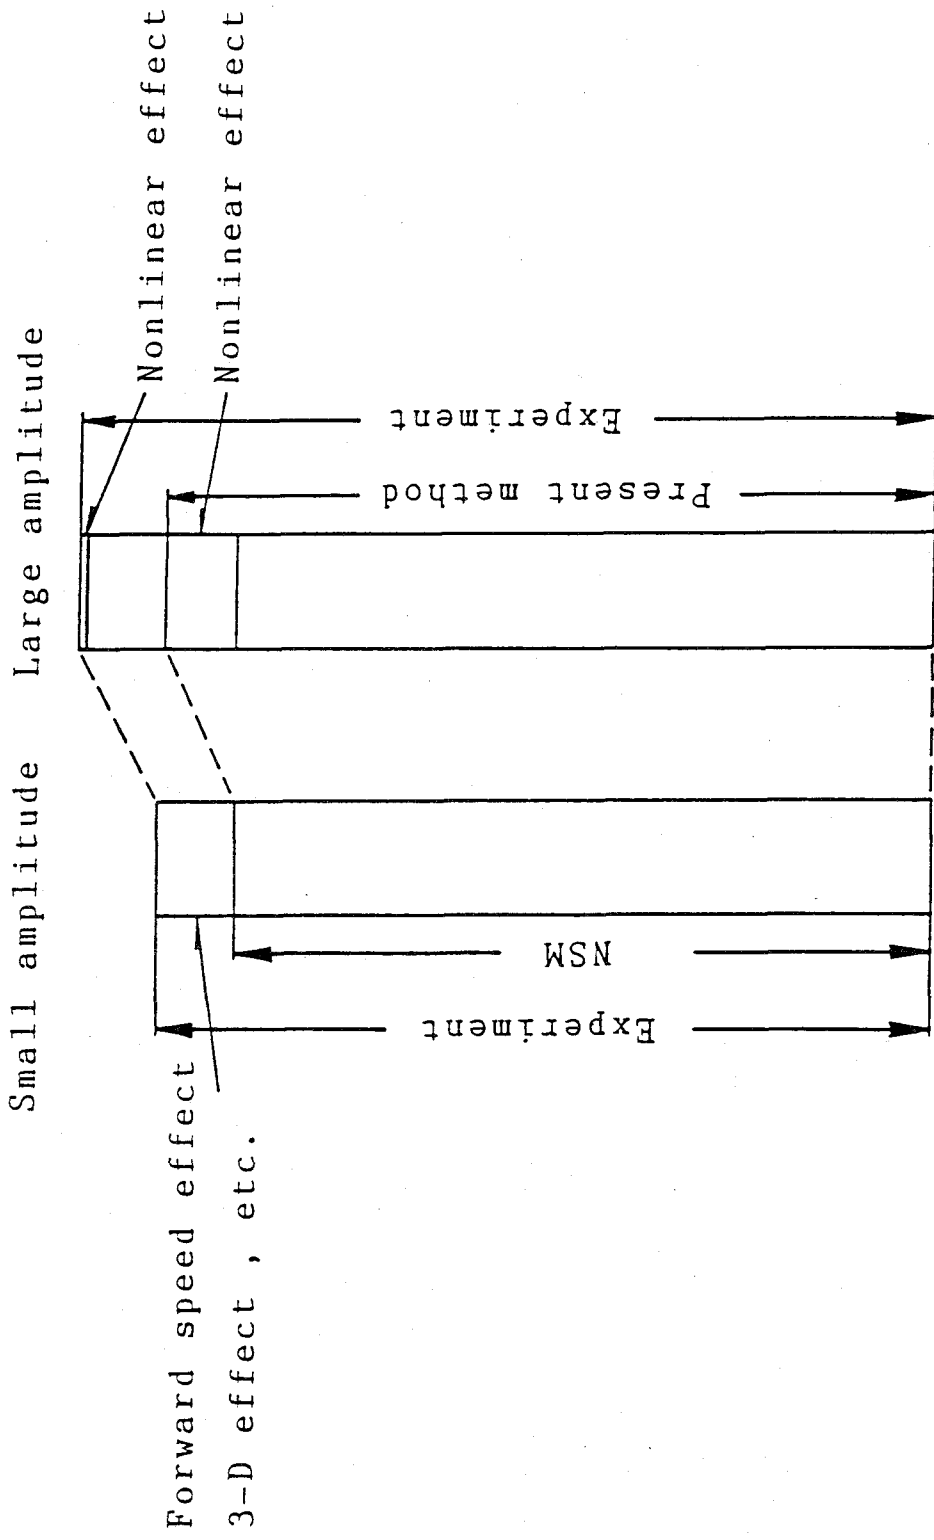 Small amplitude
Large amplitude
Nonlinear effect
Nonlinear effect
Experiment
Present method
NSM
Experiment
Forward speed effect
3-D effect , etc.